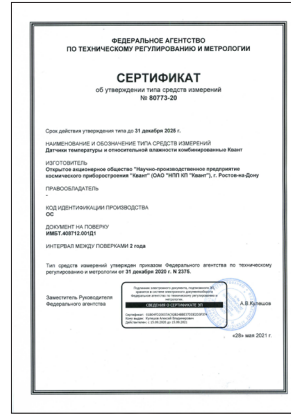 ФЕДЕРАЛЬНОЕ АГЕНТСТВО
ПО ТЕХНИЧЕСКОМУ РЕГУЛИРОВАНИЮ И МЕТРОЛОГИИ
СЕРТИФИКАТ
об утверждении типа средств измерений
№ 80773-20
Срок действия утверждения типа до 31 декабря 2025 г.
НАИМЕНОВАНИЕ И ОБОЗНАЧЕНИЕ ТИПА СРЕДСТВ ИЗМЕРЕНИЙ
Датчики температуры и относительной влажности комбинированные Квант
ИЗГОТОВИТЕЛЬ
Открытое акционерное общество "Научно-производственное предприятие
космического приборостроения "Квант" (ОАО "НПП КП "Квант"), г. Ростов-на-Дону
ПРАВООБЛАДАТЕЛЬ
-
КОД ИДЕНТИФИКАЦИИ ПРОИЗВОДСТВА
ОС
ДОКУМЕНТ НА ПОВЕРКУ
ИМБТ.400712.001Д1
ИНТЕРВАЛ МЕЖДУ ПОВЕРКАМИ 2 года
Тип средств измерений утвержден приказом Федерального агентства по техническому
регулированию и метрологии от 31 декабря 2020 г. N 2375.
Заместитель Руководителя
Федерального агентства
СВЕДЕНИЯ О СЕРТИФИКАТЕ ЭП
А.В.Кулешов
«28» мая 2021 г.